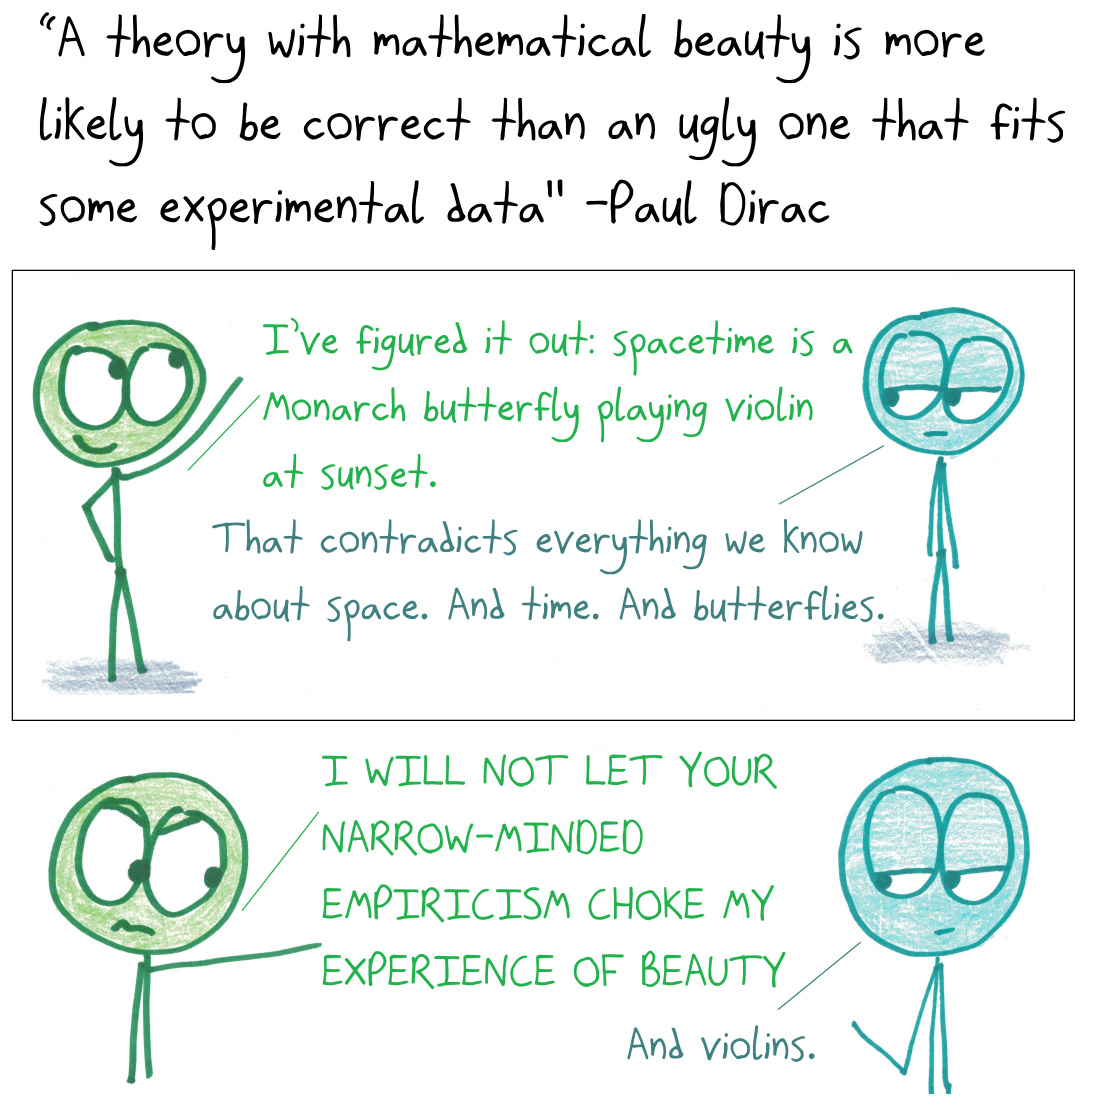 “A theory with mathematical beauty is more
likely to be correct than an ugly one that fits
some experimental data" -Paul Dirac
I've figured it out: spacetime is a
Monarch butterfly playing violin
at sunset.
That contradicts everything we know
about space. And time. And butterflies.
I WILL NOT LET YOUR
NARROW-MINDED
EMPIRICISM CHOKE MY
EXPERIENCE OF BEAUTY
And violins.